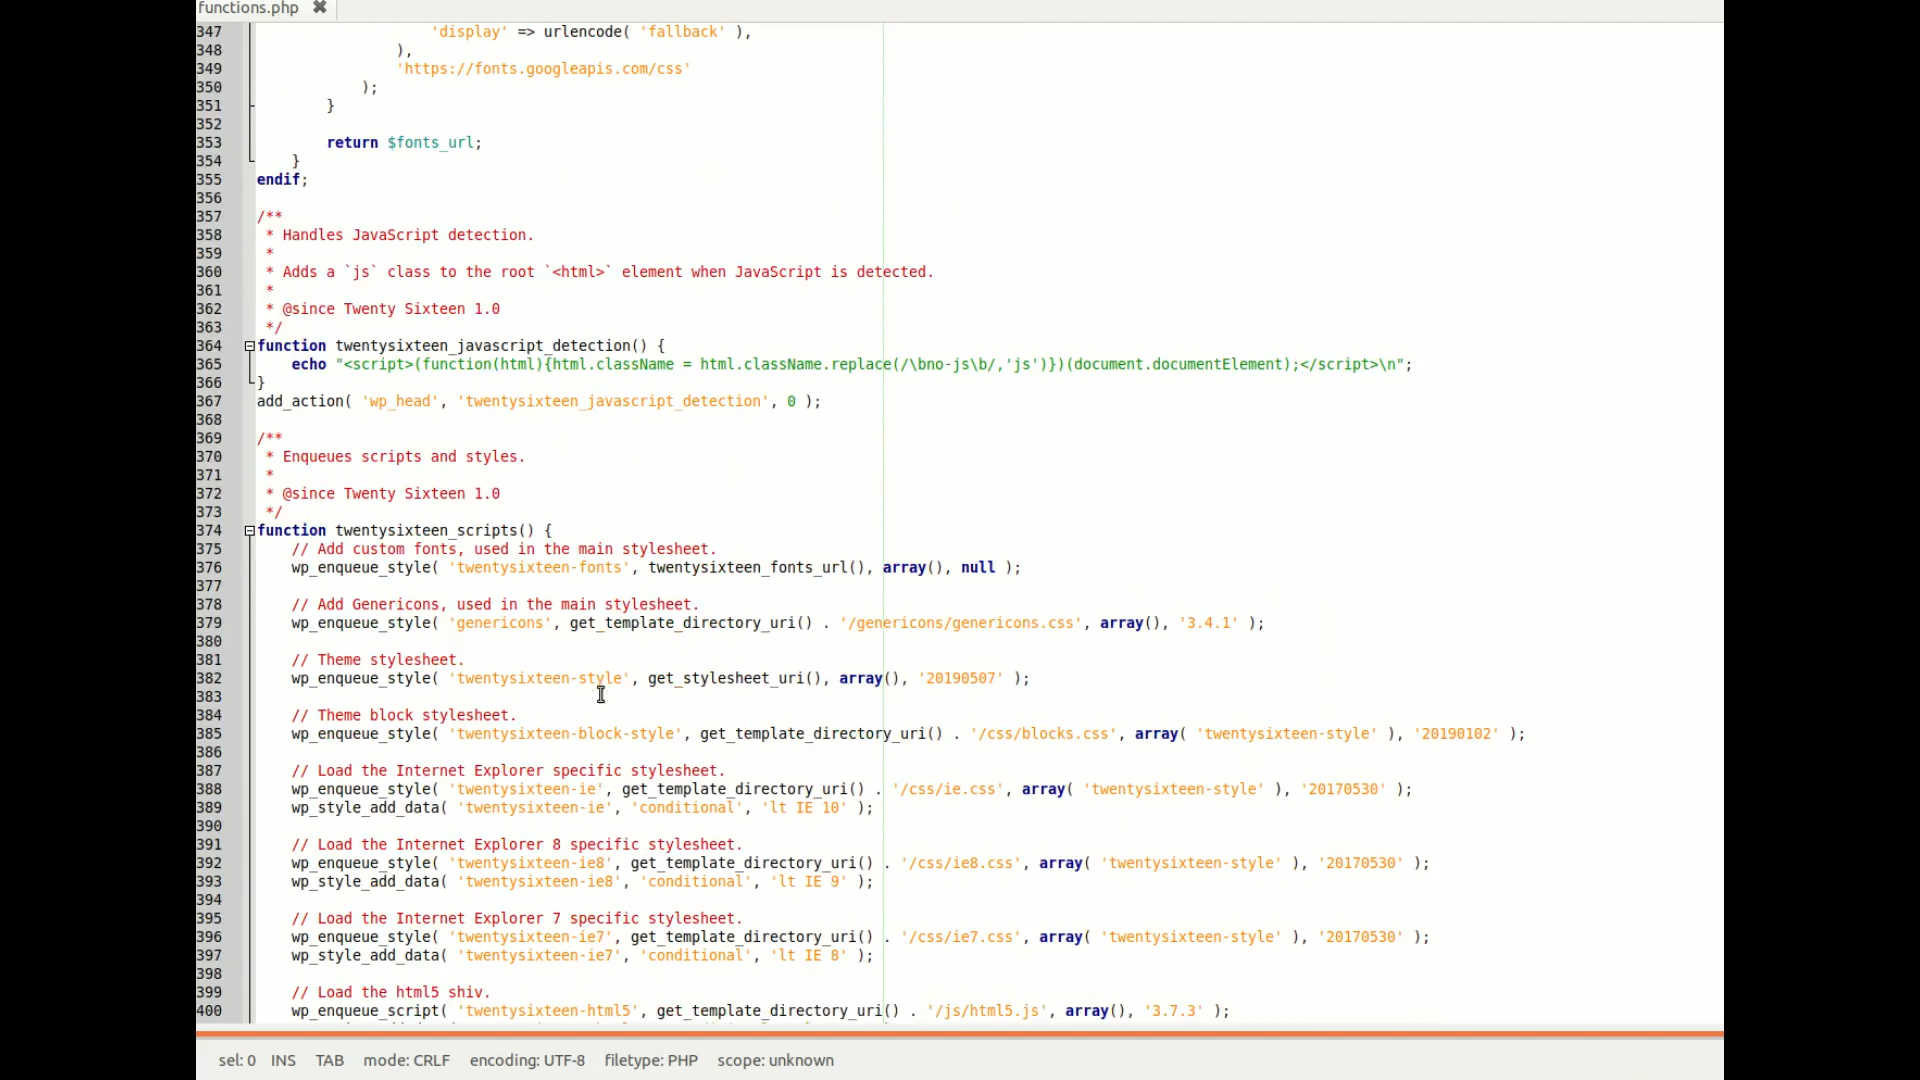 functions.php ✖
347 'display' => urlencode( 'fallback' ),
348 ),
349 'https://fonts.googleapis.com/css'
350 );
351 }
352
353 return $fonts_url;
354 }
355 endif;
356
357 /**
358 * Handles JavaScript detection.
359 *
360 * Adds a `js` class to the root `<html>` element when JavaScript is detected.
361 *
362 * @since Twenty Sixteen 1.0
363 */
364 function twentysixteen_javascript_detection() {
365 echo "<script>(function(html){html.className = html.className.replace(/\bno-js\b/,'js')})(document.documentElement);</script>\n";
366 }
367 add_action( 'wp_head', 'twentysixteen_javascript_detection', 0 );
368
369 /**
370 * Enqueues scripts and styles.
371 *
372 * @since Twenty Sixteen 1.0
373 */
374 function twentysixteen_scripts() {
375 // Add custom fonts, used in the main stylesheet.
376 wp_enqueue_style( 'twentysixteen-fonts', twentysixteen_fonts_url(), array(), null );
377
378 // Add Genericons, used in the main stylesheet.
379 wp_enqueue_style( 'genericons', get_template_directory_uri() . '/genericons/genericons.css', array(), '3.4.1' );
380
381 // Theme stylesheet.
382 wp_enqueue_style( 'twentysixteen-style', get_stylesheet_uri(), array(), '20190507' );
383
384 // Theme block stylesheet.
385 wp_enqueue_style( 'twentysixteen-block-style', get_template_directory_uri() . '/css/blocks.css', array( 'twentysixteen-style' ), '20190102' );
386
387 // Load the Internet Explorer specific stylesheet.
388 wp_enqueue_style( 'twentysixteen-ie', get_template_directory_uri() . '/css/ie.css', array( 'twentysixteen-style' ), '20170530' );
389 wp_style_add_data( 'twentysixteen-ie', 'conditional', 'lt IE 10' );
390
391 // Load the Internet Explorer 8 specific stylesheet.
392 wp_enqueue_style( 'twentysixteen-ie8', get_template_directory_uri() . '/css/ie8.css', array( 'twentysixteen-style' ), '20170530' );
393 wp_style_add_data( 'twentysixteen-ie8', 'conditional', 'lt IE 9' );
394
395 // Load the Internet Explorer 7 specific stylesheet.
396 wp_enqueue_style( 'twentysixteen-ie7', get_template_directory_uri() . '/css/ie7.css', array( 'twentysixteen-style' ), '20170530' );
397 wp_style_add_data( 'twentysixteen-ie7', 'conditional', 'lt IE 8' );
398
399 // Load the html5 shiv.
400 wp_enqueue_script( 'twentysixteen-html5', get_template_directory_uri() . '/js/html5.js', array(), '3.7.3' );
sel: 0 INS TAB mode: CRLF encoding: UTF-8 filetype: PHP scope: unknown